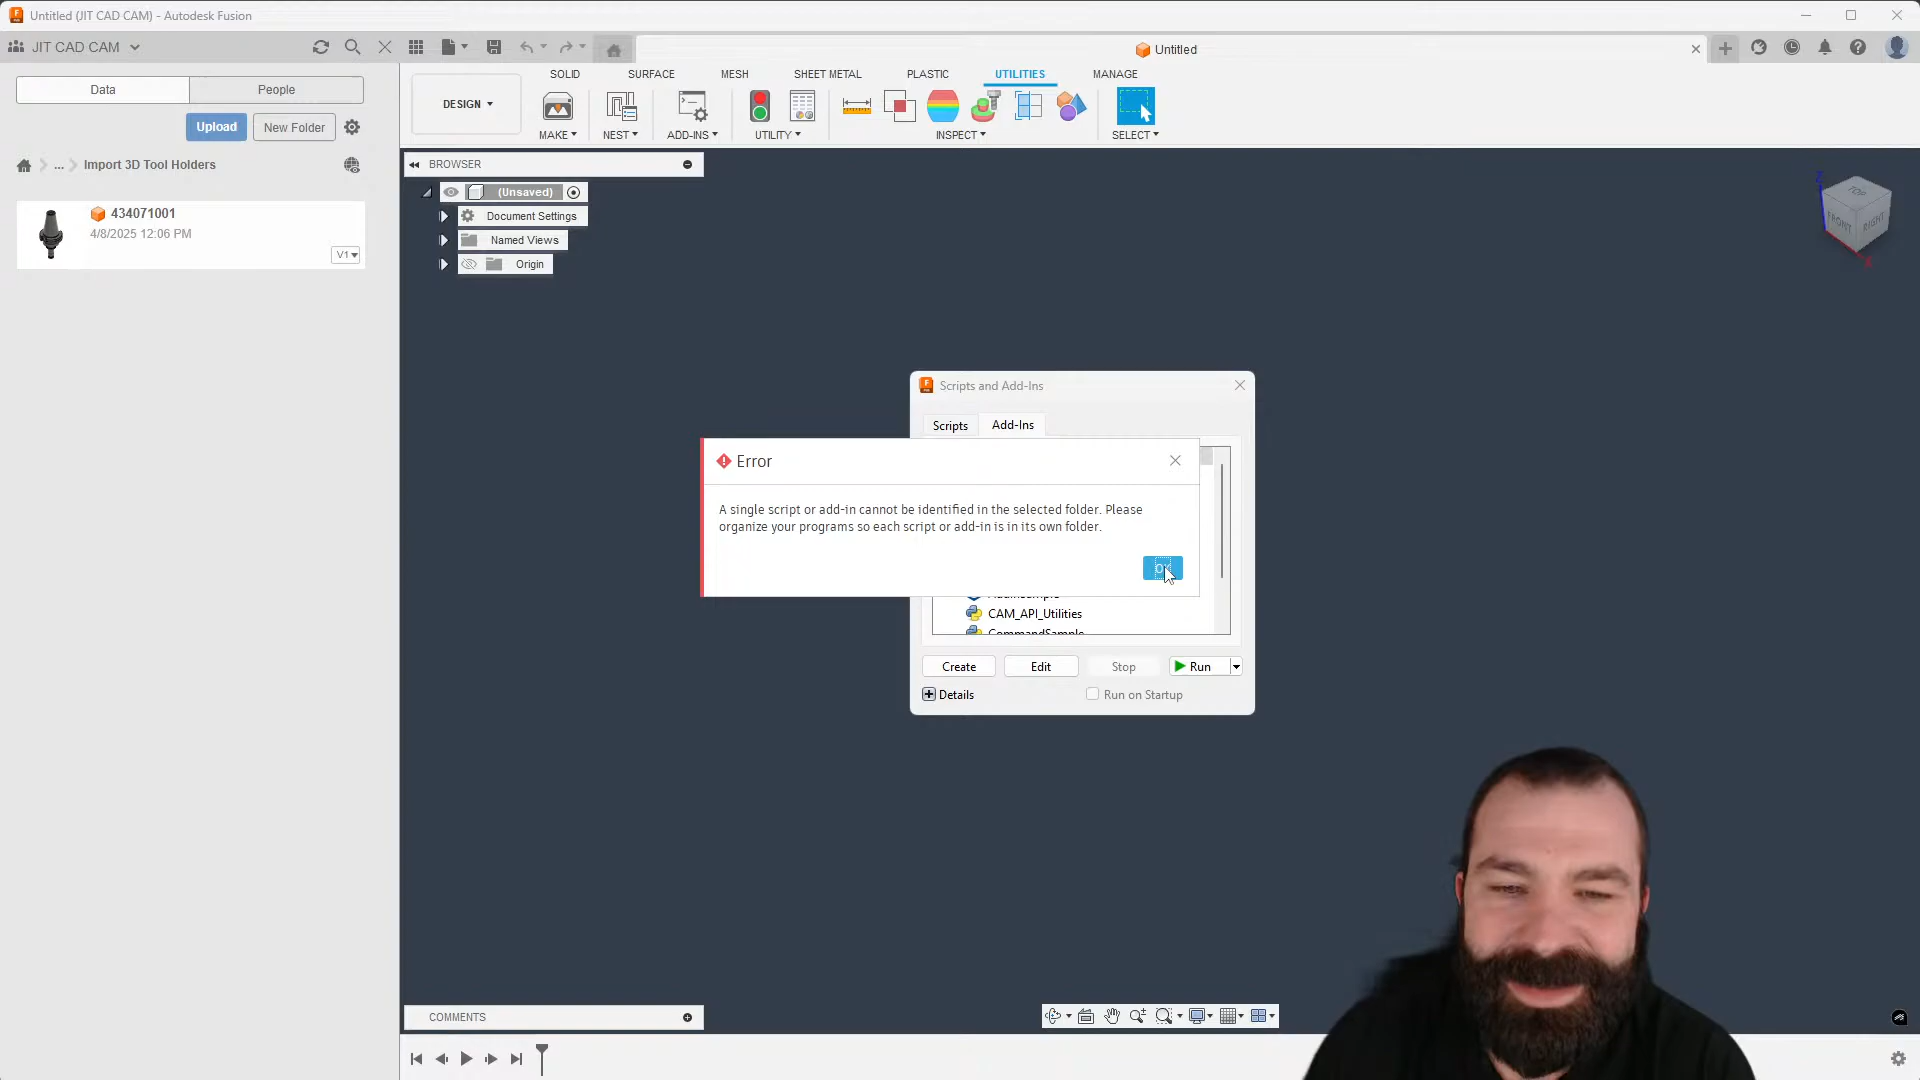 Untitled (JIT CAD CAM) - Autodesk Fusion
JIT CAD CAM
Untitled
Data
People
Upload
New Folder
... Import 3D Tool Holders
434071001
4/8/2025 12:06 PM
V1
DESIGN
SOLID
SURFACE
MESH
SHEET METAL
PLASTIC
UTILITIES
MANAGE
MAKE
NEST
ADD-INS
UTILITY
INSPECT
SELECT
BROWSER
(Unsaved)
Document Settings
Named Views
Origin
Z
TOP
FRONT
RIGHT
X
Scripts and Add-Ins
Scripts
Add-Ins
Error
A single script or add-in cannot be identified in the selected folder. Please
organize your programs so each script or add-in is in its own folder.
OK
CAM_API_Utilities
CommandSample
Create
Edit
Stop
Run
Details
Run on Startup
COMMENTS